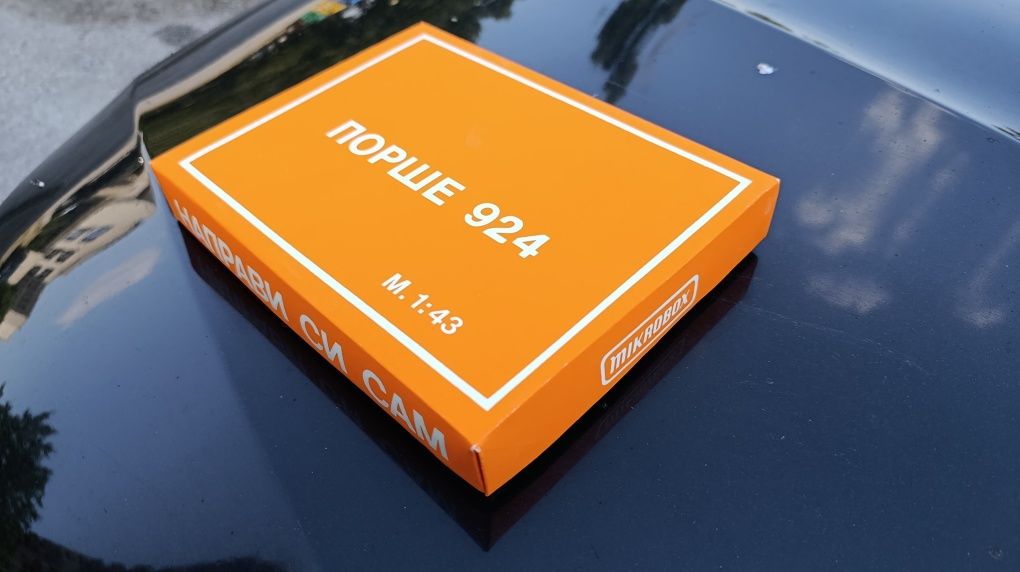 ПОРШЕ 924
М. 1:43
НАПРАВИ СИ САМ
MIKROBOX